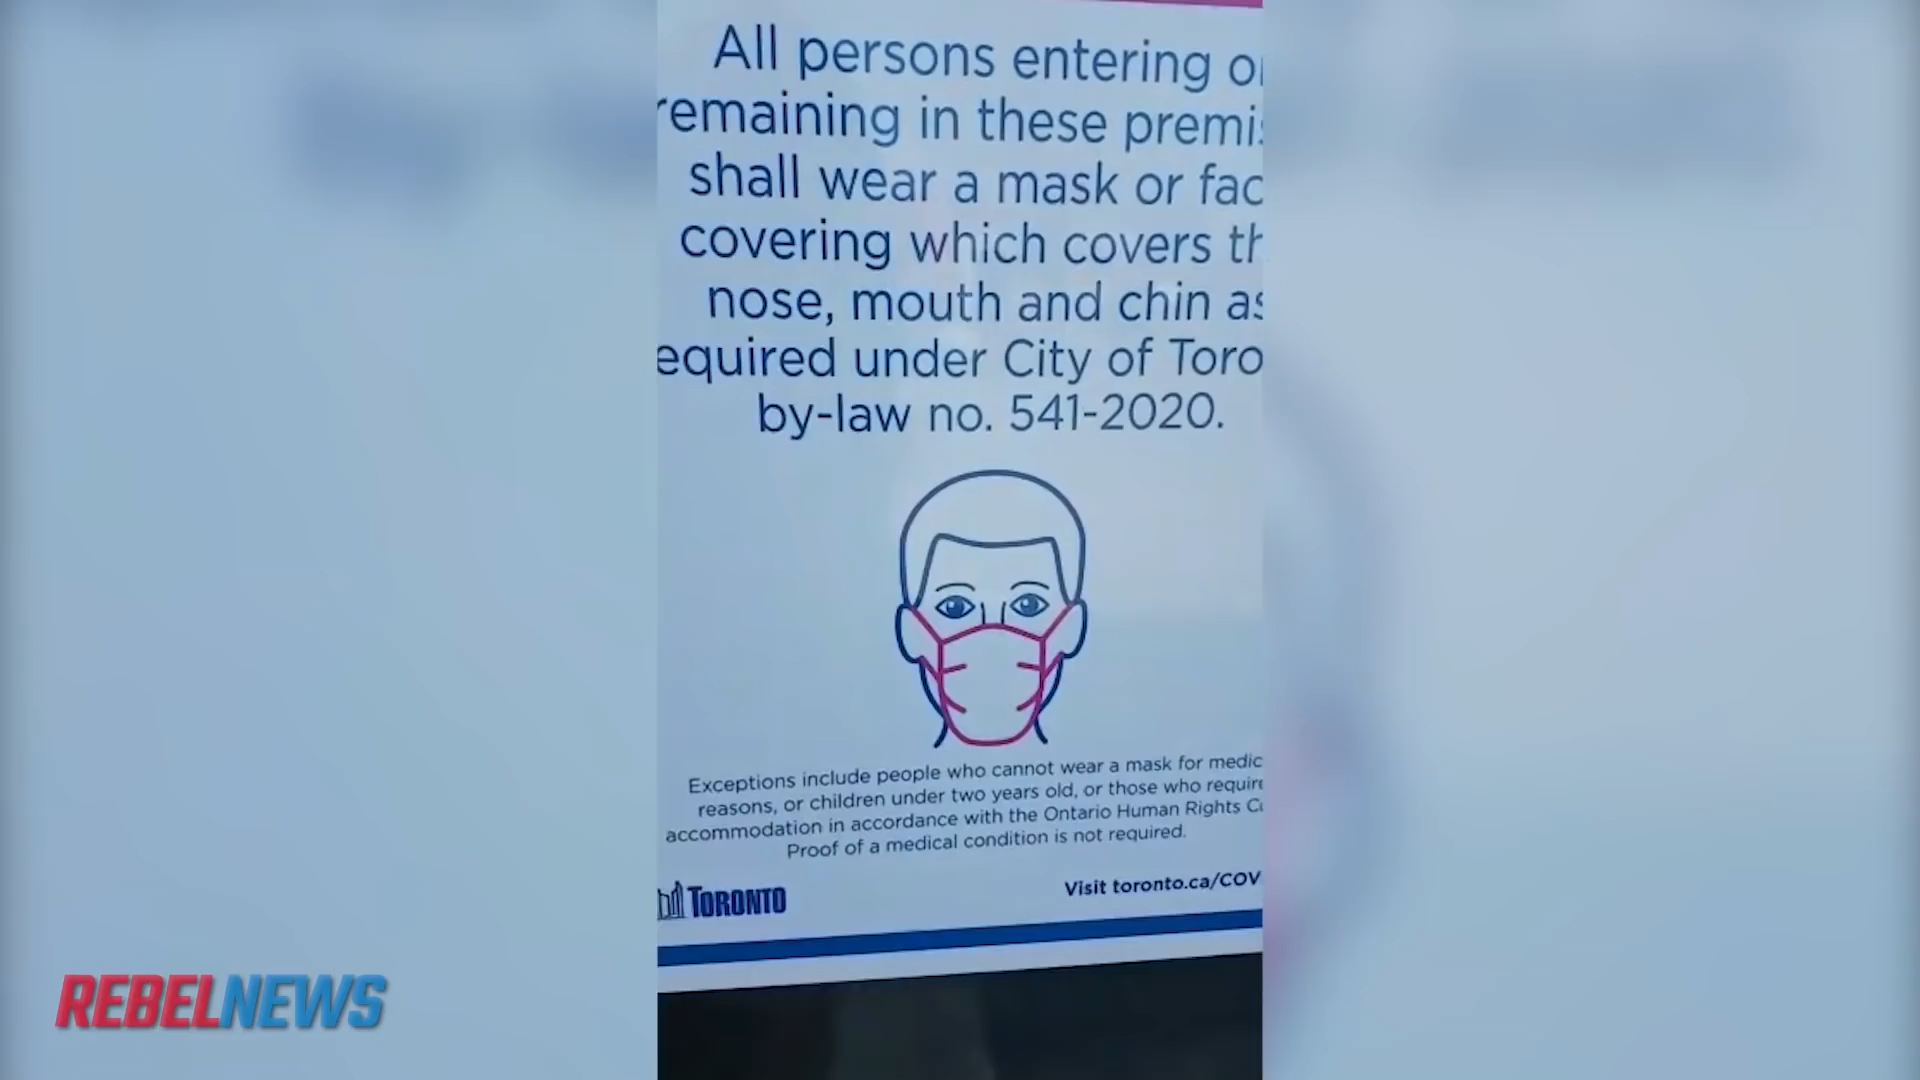 All persons entering or
remaining in these premis
shall wear a mask or fac
covering which covers th
nose, mouth and chin as
equired under City of Toro
by-law no. 541-2020.
Exceptions include people who cannot wear a mask for medic
reasons, or children under two years old, or those who require
accommodation in accordance with the Ontario Human Rights Co
Proof of a medical condition is not required.
TORONTO
Visit toronto.ca/COV
REBELNEWS